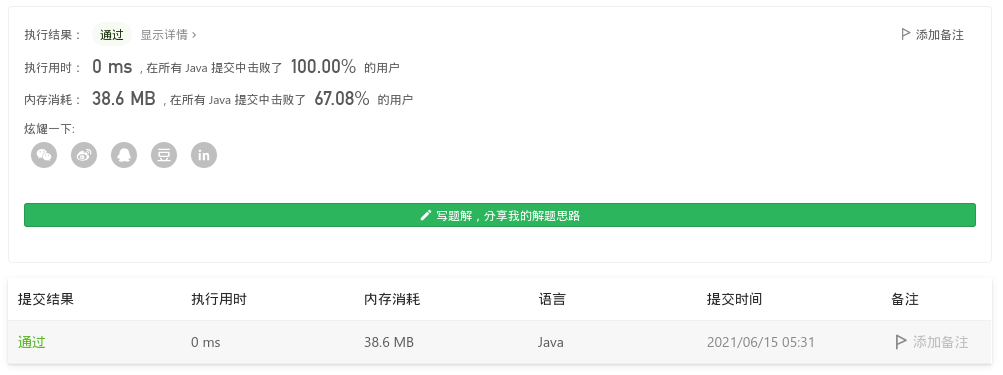 执行结果： 通过 显示详情 › 添加备注
执行用时： 0 ms , 在所有 Java 提交中击败了 100.00% 的用户
内存消耗： 38.6 MB , 在所有 Java 提交中击败了 67.08% 的用户
炫耀一下:
豆 in
写题解，分享我的解题思路
提交结果 执行用时 内存消耗 语言 提交时间 备注
通过 0 ms 38.6 MB Java 2021/06/15 05:31 添加备注